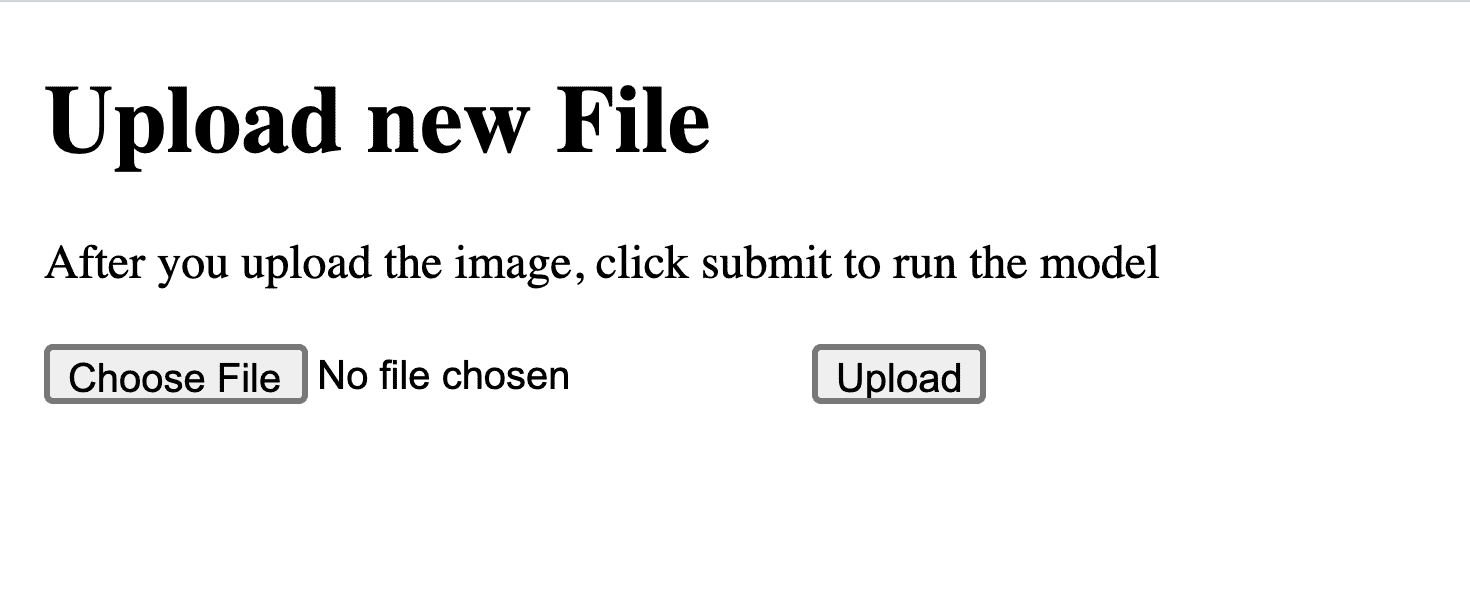 Upload new File
After you upload the image, click submit to run the model
Choose File No file chosen Upload